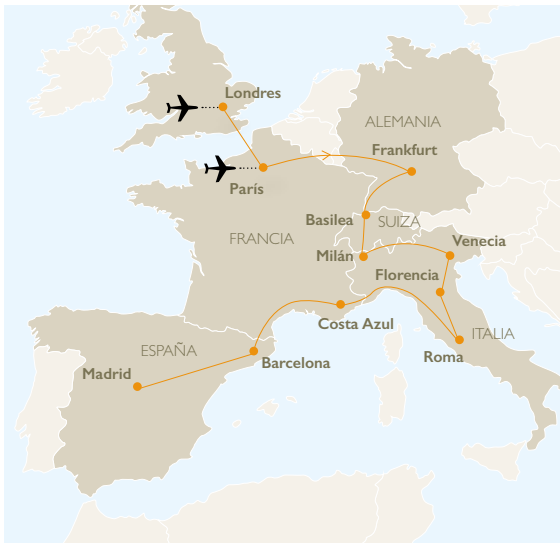 Londres
ALEMANIA
Frankfurt
París
Basilea
SUIZA
FRANCIA
Venecia
Milán
Florencia
Costa Azul
ITALIA
ESPAÑA
Roma
Barcelona
Madrid